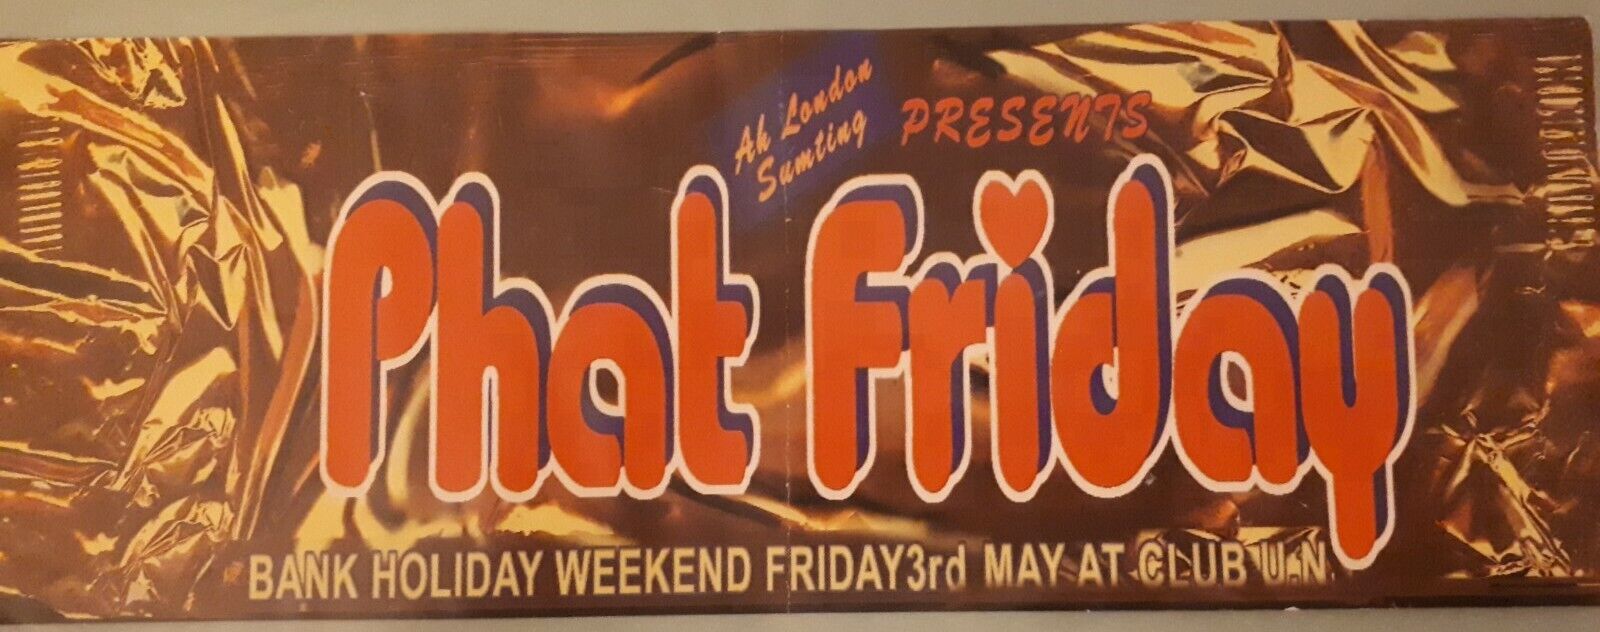 Ah London
Sumting
PRESENTS
Phat Friday
BANK HOLIDAY WEEKEND FRIDAY3rd MAY AT CLUB U.N.